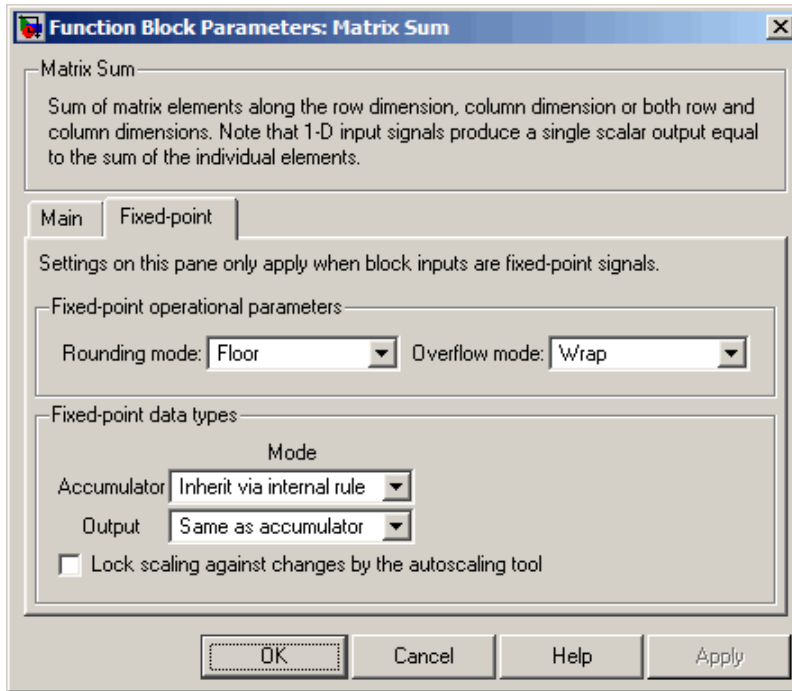 Function Block Parameters: Matrix Sum
Matrix Sum
Sum of matrix elements along the row dimension, column dimension or both row and
column dimensions. Note that 1-D input signals produce a single scalar output equal
to the sum of the individual elements.
Main Fixed-point
Settings on this pane only apply when block inputs are fixed-point signals.
Fixed-point operational parameters
Rounding mode: Floor Overflow mode: Wrap
Fixed-point data types
Mode
Accumulator Inherit via internal rule
Output Same as accumulator
Lock scaling against changes by the autoscaling tool
OK Cancel Help Apply